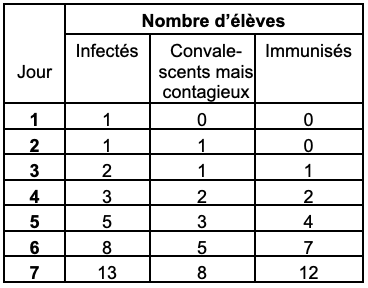 Nombre d’élèves
Jour Infectés Convale-
scents mais
contagieux Immunisés
1 1 0 0
2 1 1 0
3 2 1 1
4 3 2 2
5 5 3 4
6 8 5 7
7 13 8 12